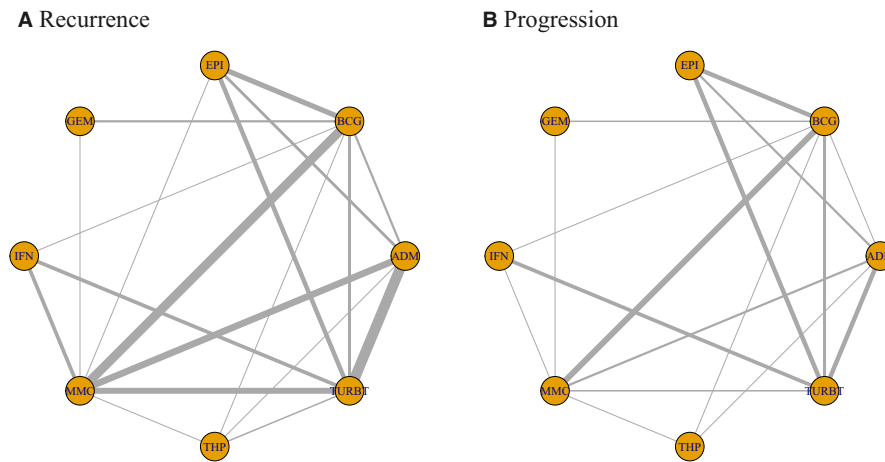 A Recurrence
EPI
BCG
GEM
IFN
ADM
MMC
TURBT
THP
B Progression
EPI
BCG
GEM
IFN
MMC
TURBT
THP